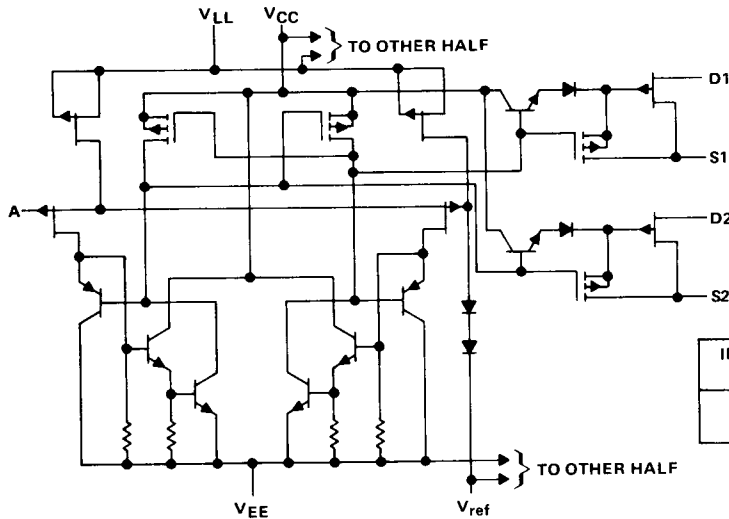 VLL
VCC
TO OTHER HALF
D1
S1
A
D2
S2
TO OTHER HALF
VEE
Vref